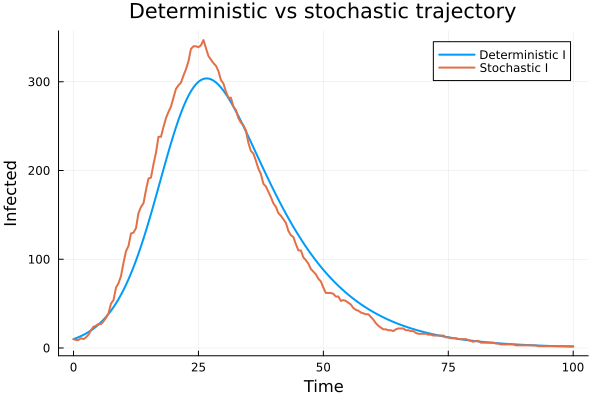 Deterministic vs stochastic trajectory
Deterministic I
Stochastic I
300
200
100
0
Infected
0 25 50 75 100
Time